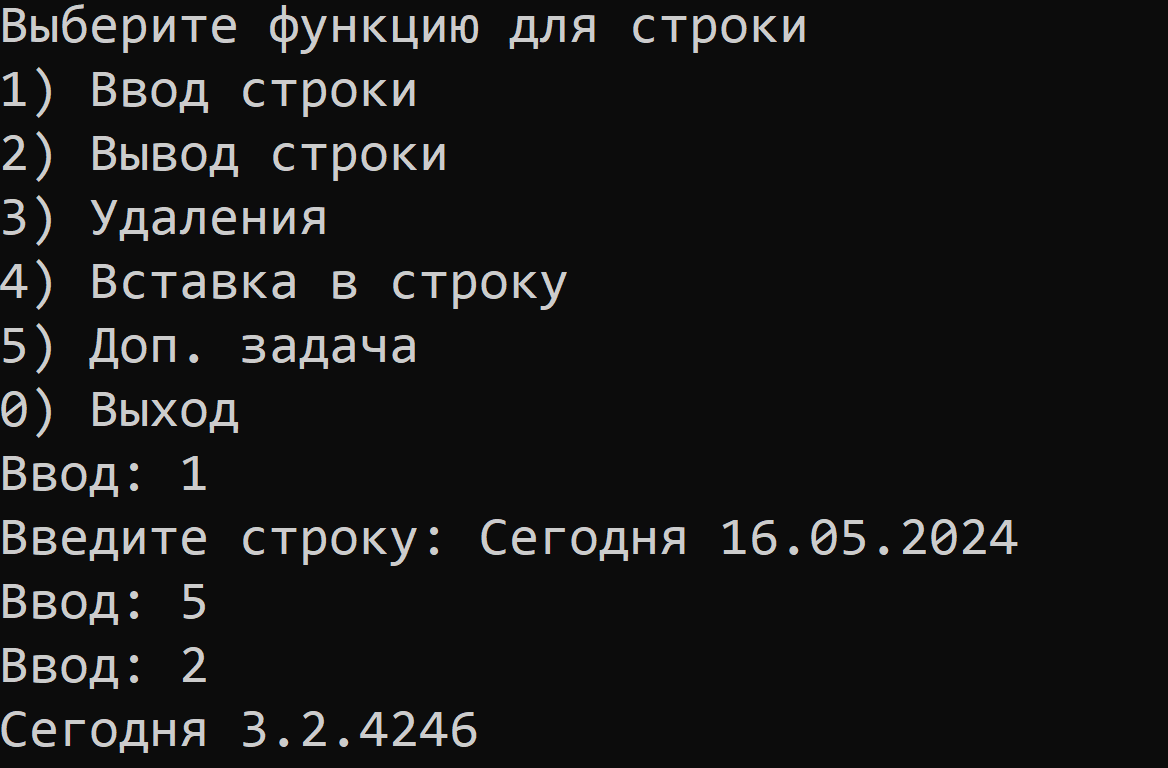 Выберите функцию для строки
1) Ввод строки
2) Вывод строки
3) Удаления
4) Вставка в строку
5) Доп. задача
0) Выход
Ввод: 1
Введите строку: Сегодня 16.05.2024
Ввод: 5
Ввод: 2
Сегодня 3.2.4246